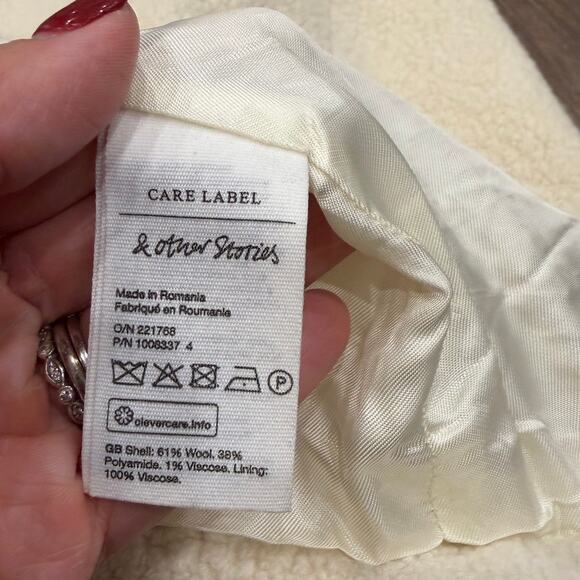 CARE LABEL
& other Stories
Made in Romania
Fabriqué en Roumanie
O/N 221768
P/N 1008337 4
P
clevercare.info
GB Shell: 61% Wool, 38%
Polyamide, 1% Viscose, Lining:
100% Viscose.